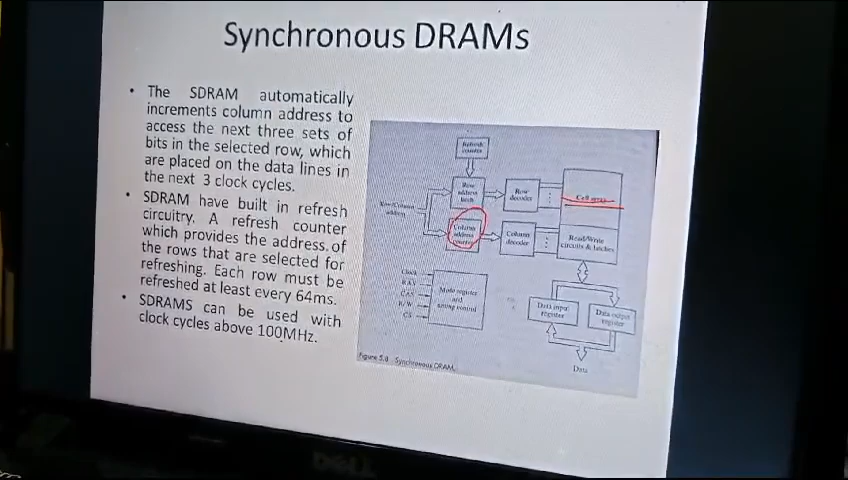 Synchronous DRAMs
• The SDRAM automatically
increments column address to
access the next three sets of
bits in the selected row, which
are placed on the data lines in
the next 3 clock cycles.
• SDRAM have built in refresh
circuitry. A refresh counter
which provides the address of
the rows that are selected for
refreshing. Each row must be
refreshed at least every 64ms.
• SDRAMS can be used with
clock cycles above 100MHz.
Refresh
counter
Row
address
latch
Row
decoder
Cell array
Row/Column
address
Column
address
counter
Column
decoder
Read/Write
circuits & latches
Clock
RAS
CAS
R/W
CS
Mode register
and
timing control
Data input
register
Data output
register
Data
Figure 5.8 Synchronous DRAM.
DELL